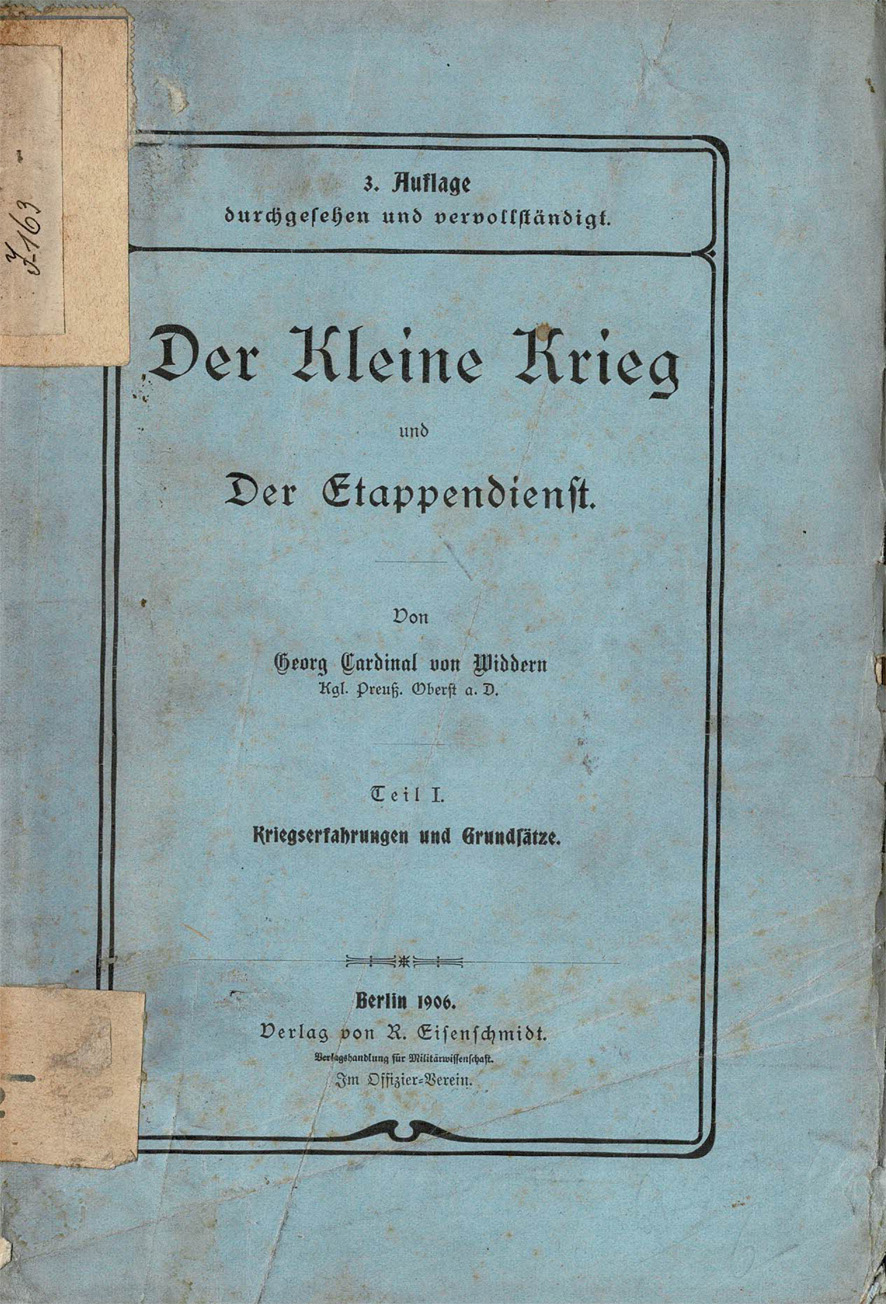 3. Auflage
durchgeſehen und vervollſtändigt.
Der Kleine Krieg
und
Der Etappendienſt.
Von
Georg Cardinal von Widdern
Kgl. Preuß. Oberſt a. D.
Teil I.
Kriegserfahrungen und Grundſätze.
Berlin 1906.
Verlag von R. Eiſenſchmidt.
Verlagshandlung für Militärwiſſenſchaft.
Im Offizier-Verein.